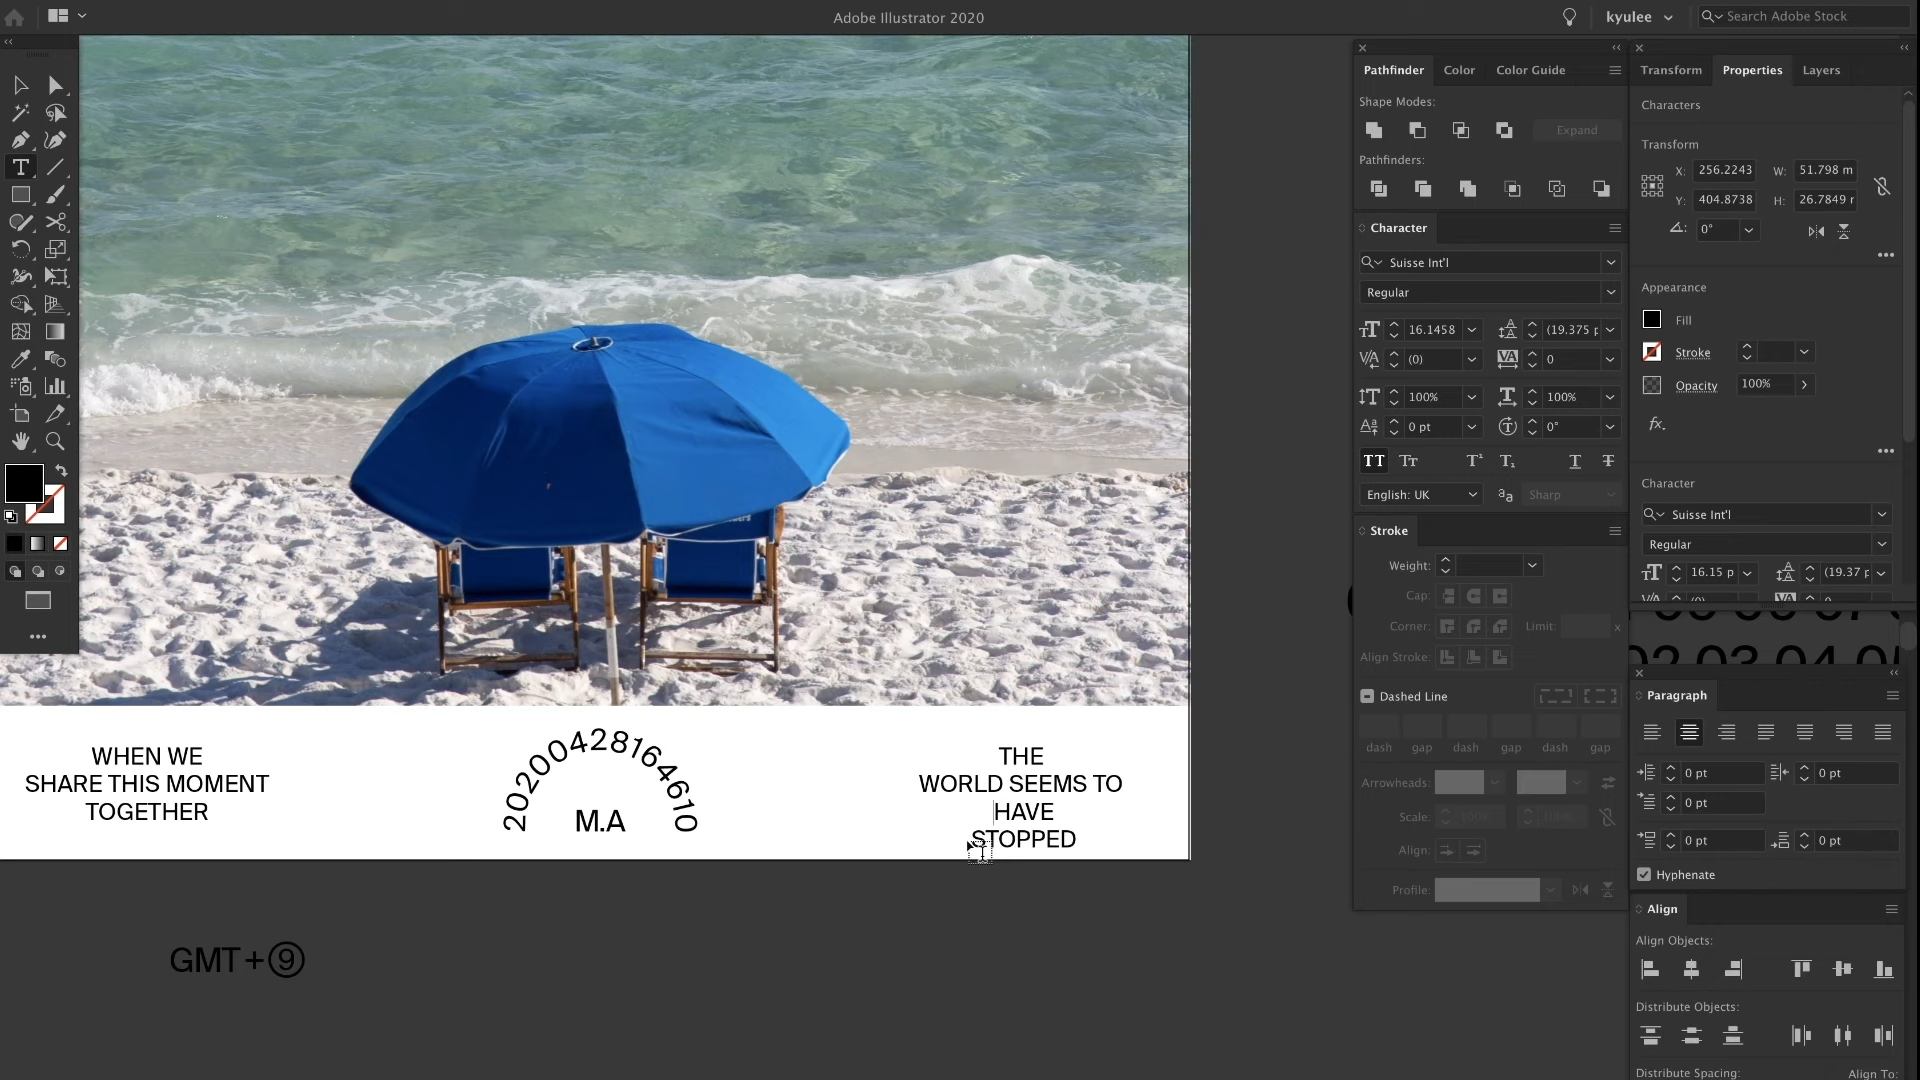 Adobe Illustrator 2020
kyulee
Search Adobe Stock
Pathfinder
Color
Color Guide
Shape Modes:
Expand
Pathfinders:
Character
Suisse Int'l
Regular
16.1458
(19.375 p
(0)
0
100%
100%
0 pt
0°
English: UK
Sharp
Stroke
Weight:
Cap:
Corner:
Limit:
x
Align Stroke:
Dashed Line
dash gap dash gap dash gap
Arrowheads:
Scale:
100%
100%
Align:
Profile:
Transform
Properties
Layers
Characters
Transform
X: 256.2243
W: 51.798 m
Y: 404.8738
H: 26.7849 r
0°
Appearance
Fill
Stroke
Opacity
100%
Character
Suisse Int'l
Regular
16.15 p
(19.37 p
Paragraph
0 pt
0 pt
0 pt
0 pt
0 pt
Hyphenate
Align
Align Objects:
Distribute Objects:
Distribute Spacing:
Align To:
WHEN WE
SHARE THIS MOMENT
TOGETHER
20200428164610
M.A
THE
WORLD SEEMS TO
HAVE
STOPPED
GMT+⑨